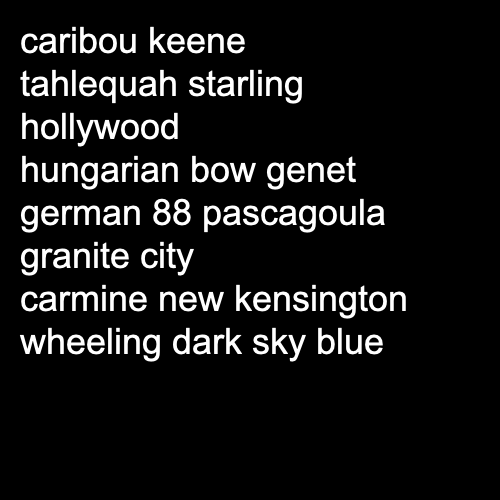 caribou keene
tahlequah starling
hollywood
hungarian bow genet
german 88 pascagoula
granite city
carmine new kensington
wheeling dark sky blue